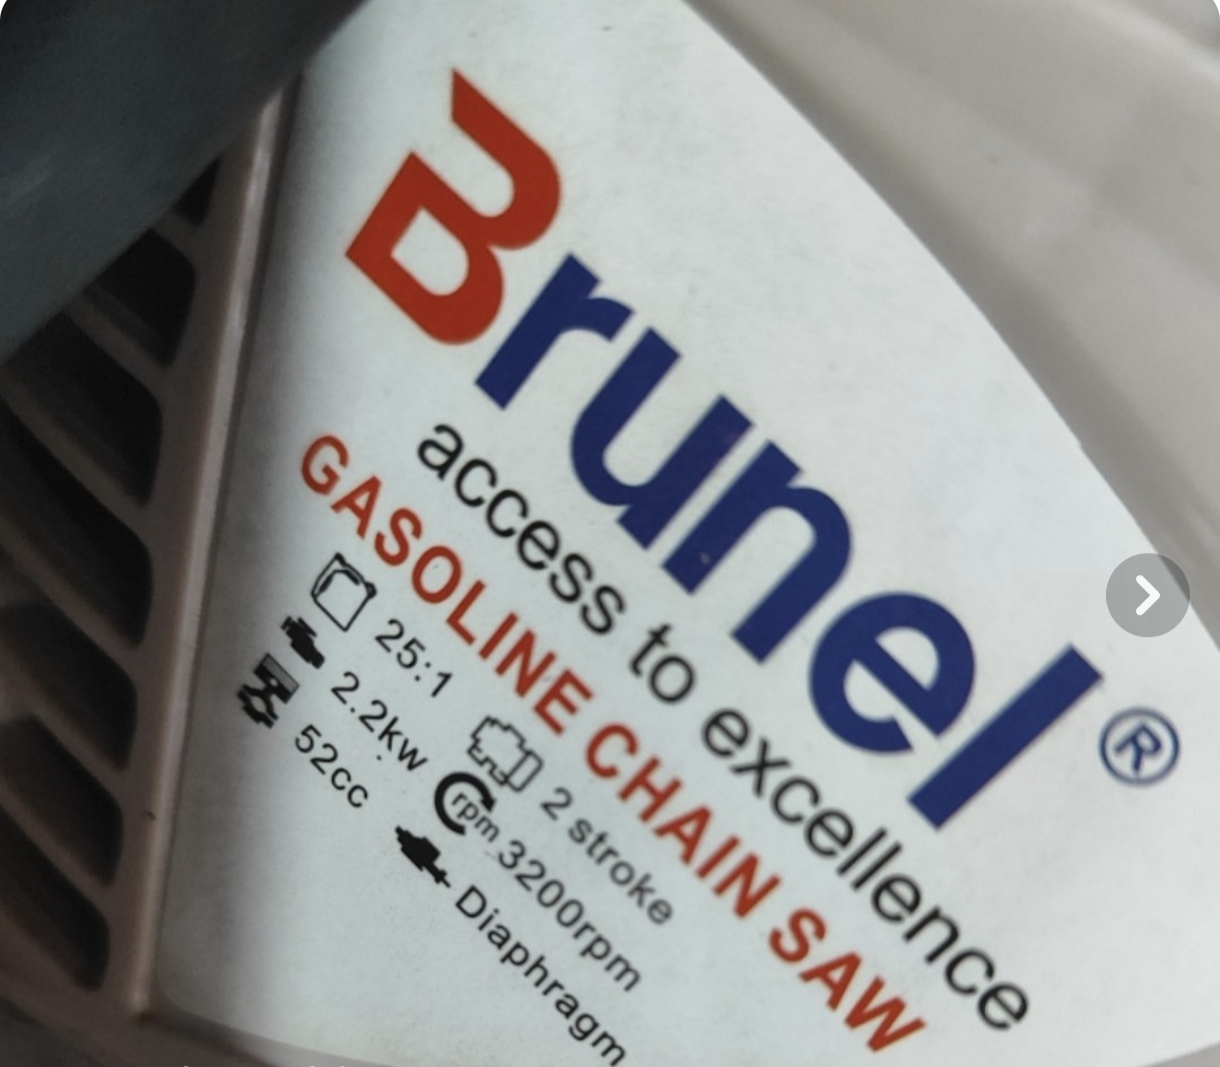 Brunel®
access to excellence
GASOLINE CHAIN SAW
25:1
2 stroke
2.2kw
rpm 3200rpm
52cc
Diaphragm